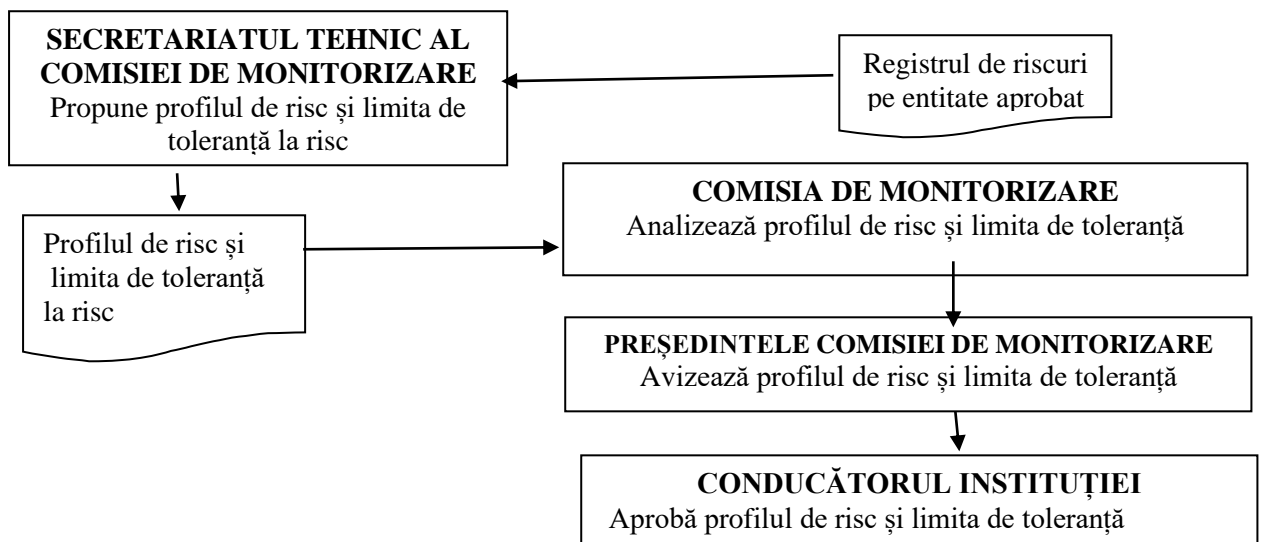 SECRETARIATUL TEHNIC AL
COMISIEI DE MONITORIZARE
Propune profilul de risc și limita de
toleranță la risc
Registrul de riscuri
pe entitate aprobat
COMISIA DE MONITORIZARE
Analizează profilul de risc și limita de toleranță
Profilul de risc și
limita de toleranță
la risc
PREȘEDINTELE COMISIEI DE MONITORIZARE
Avizează profilul de risc și limita de toleranță
CONDUCĂTORUL INSTITUȚIEI
Aprobă profilul de risc și limita de toleranță